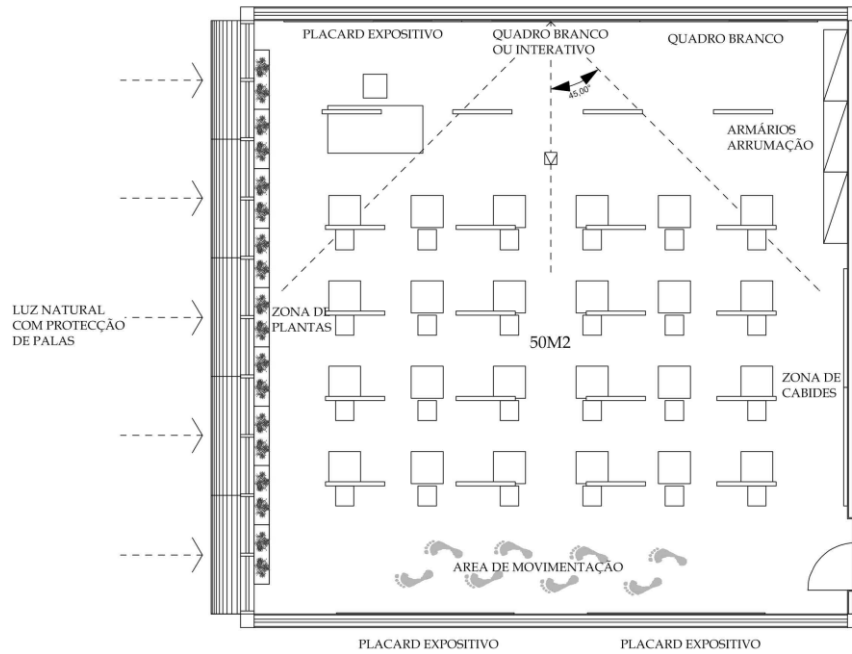 PLACARD EXPOSITIVO
QUADRO BRANCO
OU INTERATIVO
QUADRO BRANCO
45,00°
ARMÁRIOS
ARRUMAÇÃO
LUZ NATURAL
COM PROTECÇÃO
DE PALAS
ZONA DE
PLANTAS
50M2
ZONA DE
CABIDES
AREA DE MOVIMENTAÇÃO
PLACARD EXPOSITIVO
PLACARD EXPOSITIVO